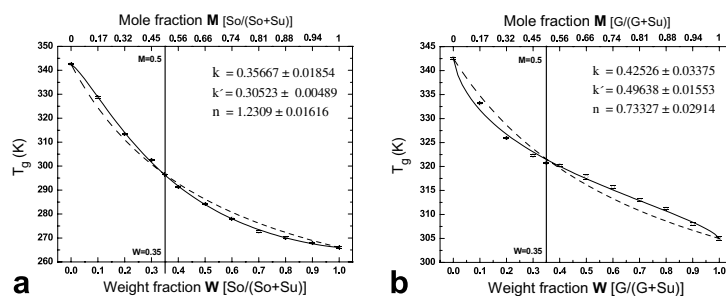 Mole fraction M [So/(So+Su)]
0 0.17 0.32 0.45 0.56 0.66 0.74 0.81 0.88 0.94 1
350
340
330
320
310
300
290
280
270
260
T_g (K)
M=0.5
k = 0.35667 ± 0.01854
k´= 0.30523 ± 0.00489
n = 1.2309 ± 0.01616
W=0.35
0.0 0.1 0.2 0.3 0.4 0.5 0.6 0.7 0.8 0.9 1.0
Weight fraction W [So/(So+Su)]
a
Mole fraction M [G/(G+Su)]
0 0.17 0.32 0.45 0.56 0.66 0.74 0.81 0.88 0.94 1
345
340
335
330
325
320
315
310
305
300
T_g (K)
M=0.5
k = 0.42526 ± 0.03375
k´= 0.49638 ± 0.01553
n = 0.73327 ± 0.02914
W=0.35
0.0 0.1 0.2 0.3 0.4 0.5 0.6 0.7 0.8 0.9 1.0
Weight fraction W [G/(G+Su)]
b